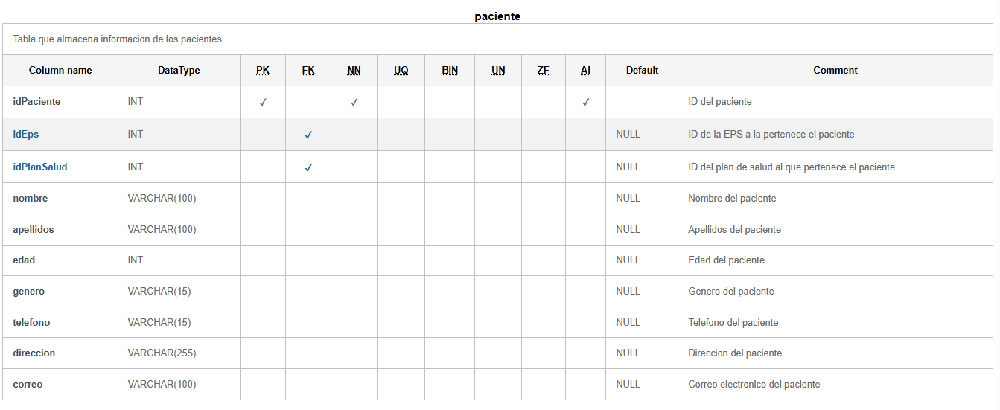 paciente
Tabla que almacena informacion de los pacientes
Column name DataType PK FK NN UQ BIN UN ZF AI Default Comment
idPaciente INT ✓ ✓ ✓ ID del paciente
idEps INT ✓ NULL ID de la EPS a la pertenece el paciente
idPlanSalud INT ✓ NULL ID del plan de salud al que pertenece el paciente
nombre VARCHAR(100) NULL Nombre del paciente
apellidos VARCHAR(100) NULL Apellidos del paciente
edad INT NULL Edad del paciente
genero VARCHAR(15) NULL Genero del paciente
telefono VARCHAR(15) NULL Telefono del paciente
direccion VARCHAR(255) NULL Direccion del paciente
correo VARCHAR(100) NULL Correo electronico del paciente